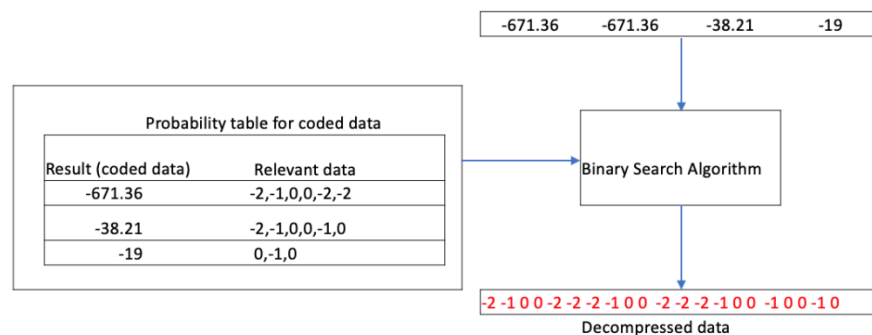 -671.36 -671.36 -38.21 -19
Probability table for coded data
Result (coded data) Relevant data
-671.36 -2,-1,0,0,-2,-2
-38.21 -2,-1,0,0,-1,0
-19 0,-1,0
Binary Search Algorithm
-2 -1 0 0 -2 -2 -2 -1 0 0 -2 -2 -2 -1 0 0 -1 0 0 -1 0
Decompressed data